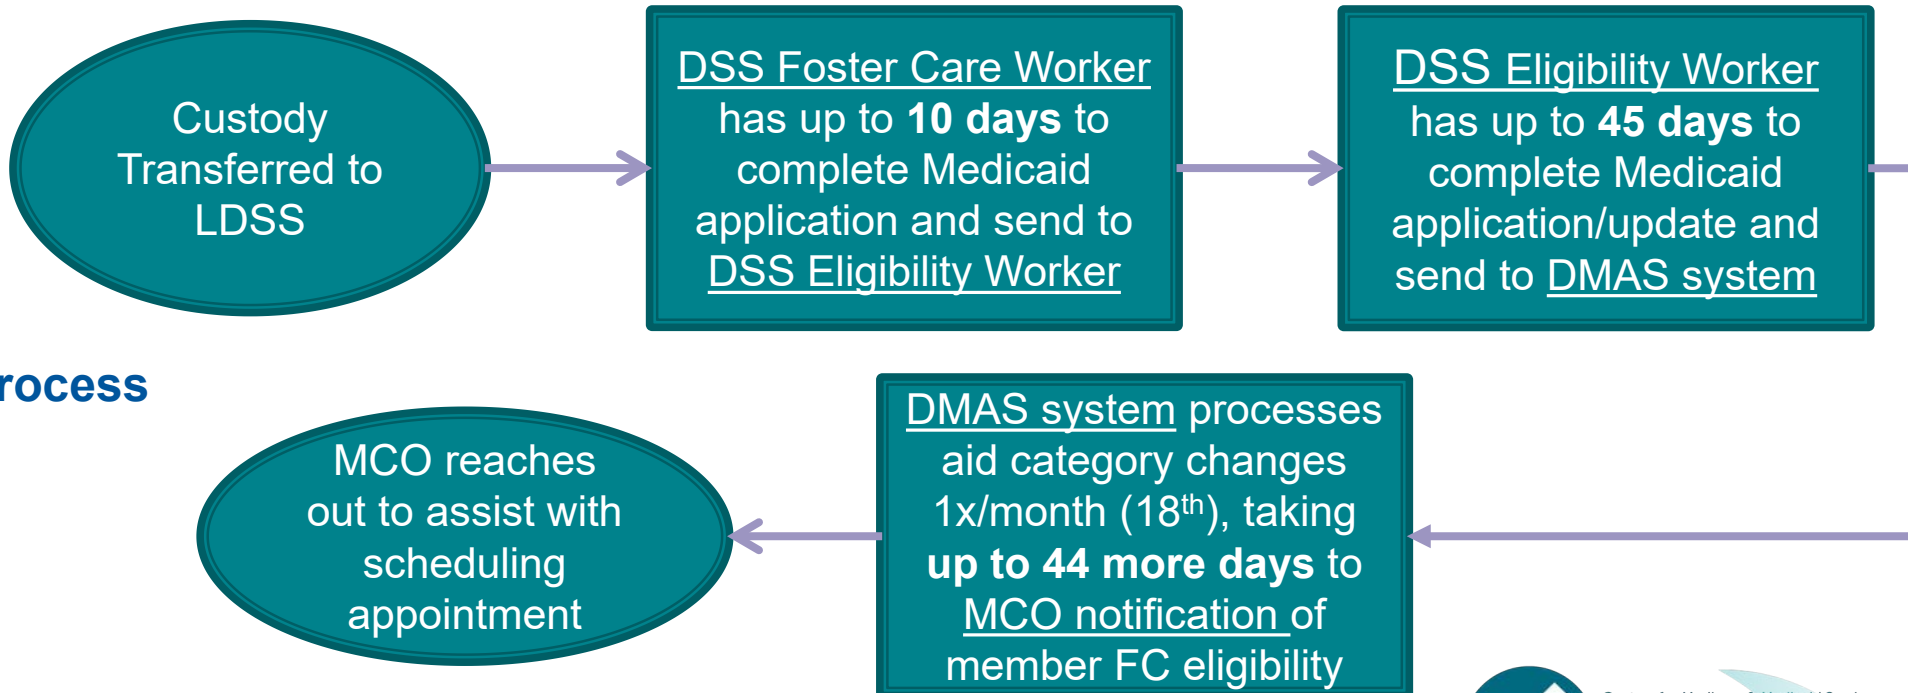 Custody
Transferred to
LDSS
DSS Foster Care Worker
has up to 10 days to
complete Medicaid
application and send to
DSS Eligibility Worker
DSS Eligibility Worker
has up to 45 days to
complete Medicaid
application/update and
send to DMAS system
rocess
DMAS system processes
aid category changes
1x/month (18th), taking
up to 44 more days to
MCO notification of
member FC eligibility
MCO reaches
out to assist with
scheduling
appointment